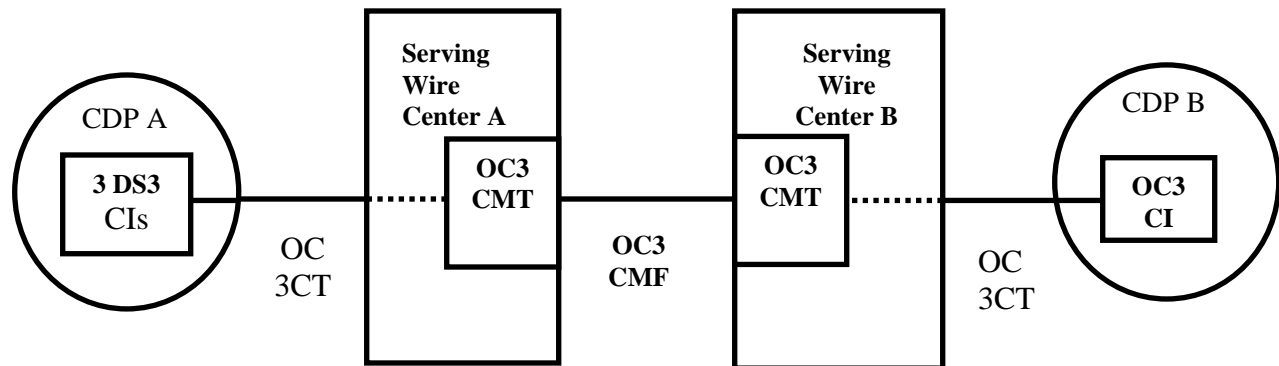 CDP A
3 DS3
CIs
OC
3CT
Serving
Wire
Center A
OC3
CMT
OC3
CMF
Serving
Wire
Center B
OC3
CMT
OC
3CT
CDP B
OC3
CI